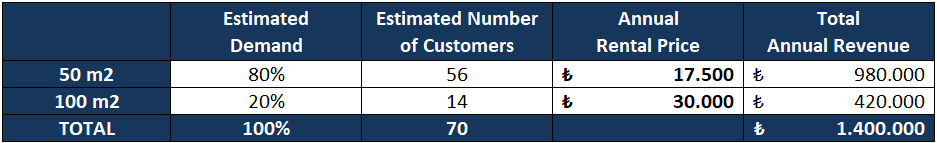 Estimated Demand Estimated Number of Customers Annual Rental Price Total Annual Revenue
50 m2 80% 56 ₺ 17.500 ₺ 980.000
100 m2 20% 14 ₺ 30.000 ₺ 420.000
TOTAL 100% 70 ₺ 1.400.000